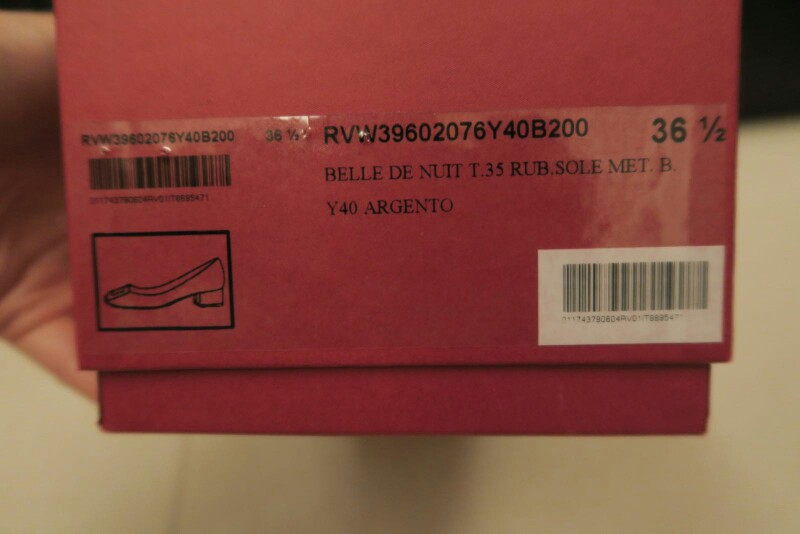 RVW39602076Y40B200 36 ½
RVW39602076Y40B200 36 ½
BELLE DE NUIT T.35 RUB.SOLE MET. B.
Y40 ARGENTO